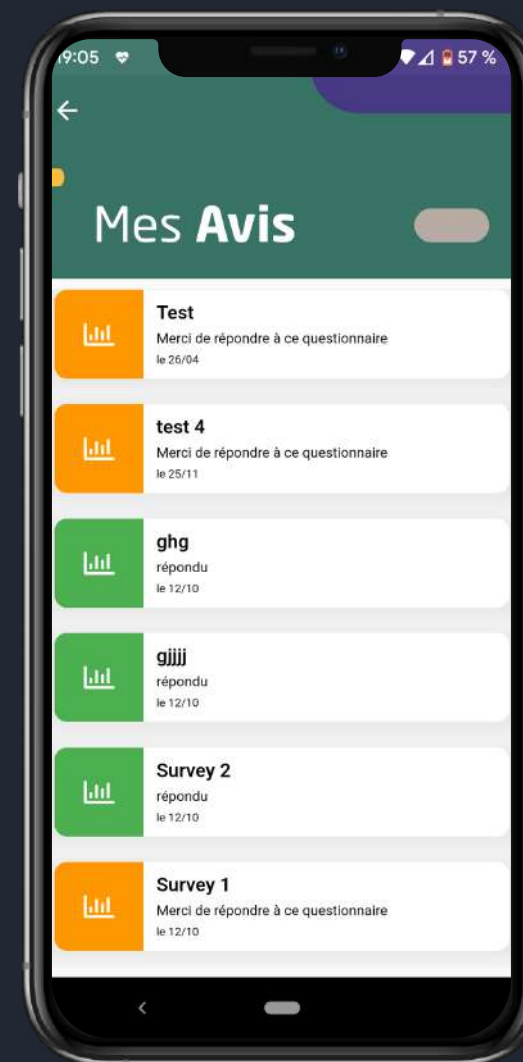 19:05
57 %
Mes Avis
Test
Merci de répondre à ce questionnaire
le 26/04
test 4
Merci de répondre à ce questionnaire
le 25/11
ghg
répondu
le 12/10
gjjjj
répondu
le 12/10
Survey 2
répondu
le 12/10
Survey 1
Merci de répondre à ce questionnaire
le 12/10